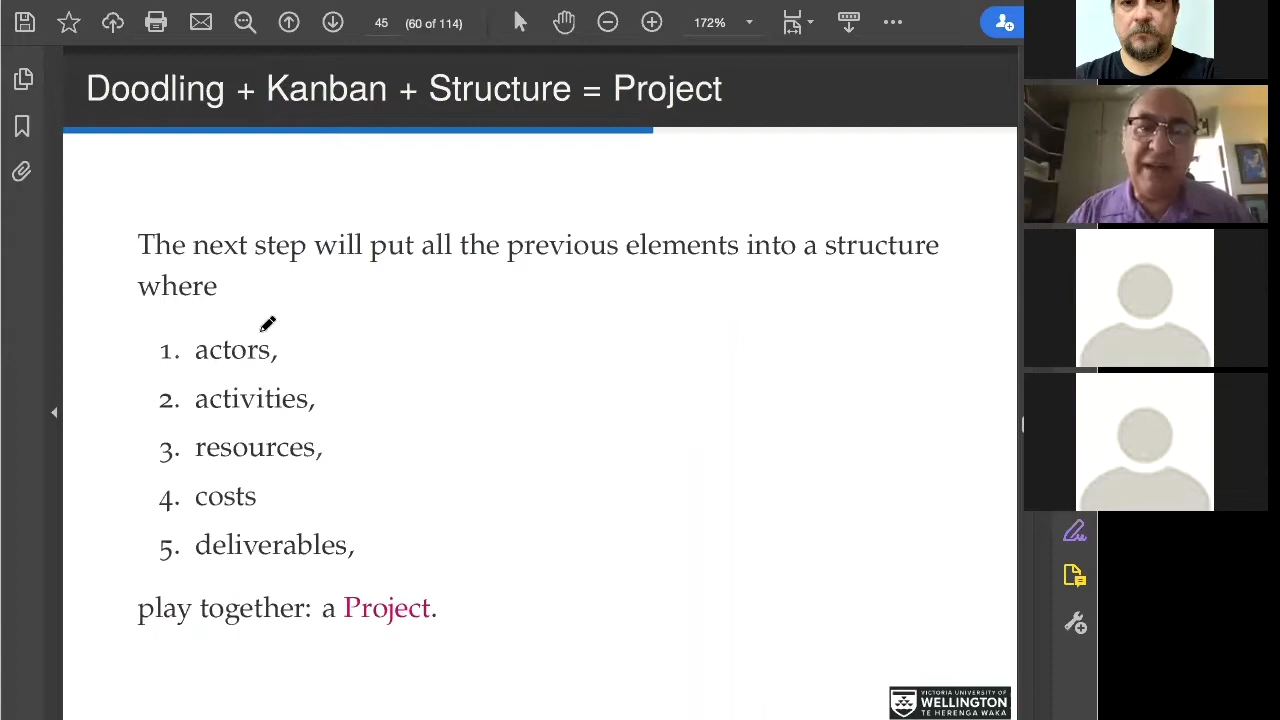 45 (60 of 114) 172%
Doodling + Kanban + Structure = Project
The next step will put all the previous elements into a structure
where
1. actors,
2. activities,
3. resources,
4. costs
5. deliverables,
play together: a Project.
VICTORIA UNIVERSITY OF
WELLINGTON
TE HERENGA WAKA